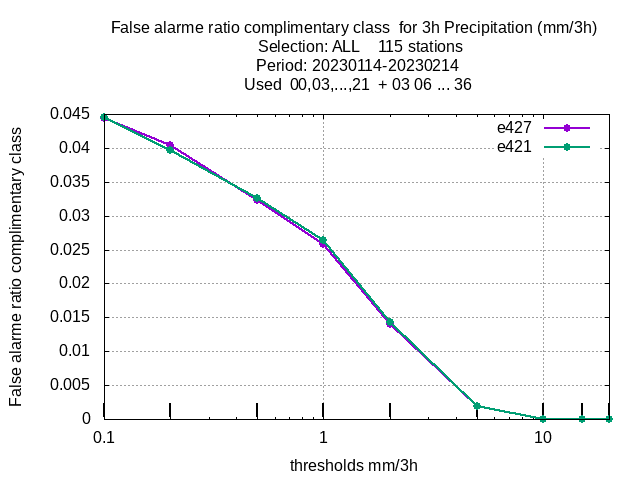 False alarme ratio complimentary class  for 3h Precipitation (mm/3h)
Selection: ALL    115 stations
Period: 20230114-20230214
Used  00,03,...,21  + 03 06 ... 36
e427
e421
False alarme ratio complimentary class
0.045
0.04
0.035
0.03
0.025
0.02
0.015
0.01
0.005
0
0.1 1 10
thresholds mm/3h